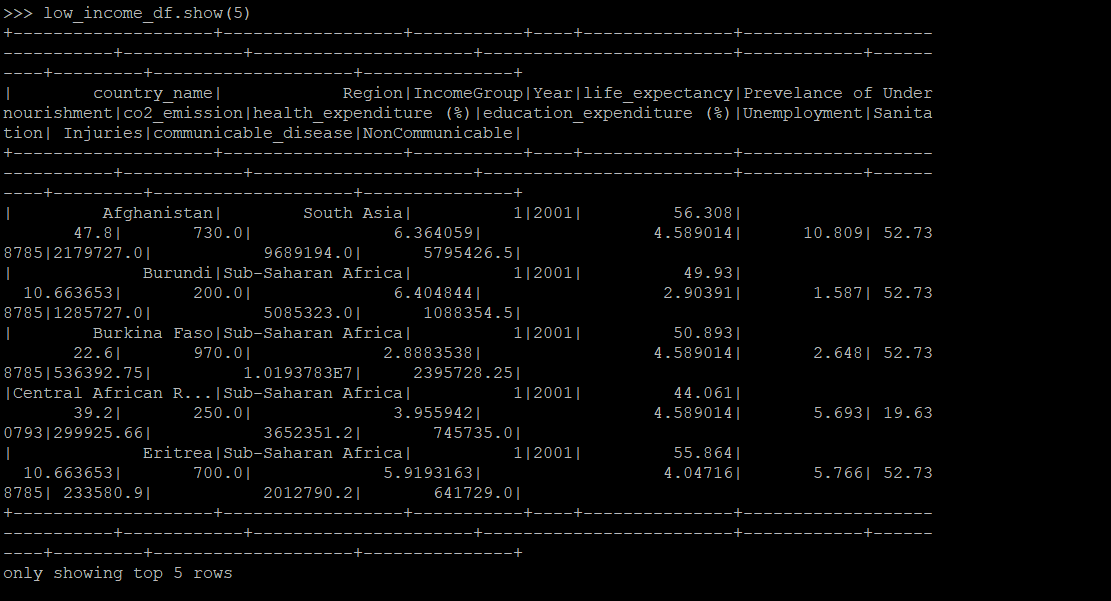 >>> low_income_df.show(5)
+--------------------+------------------+-----------+----+---------------+-------------------
-----------+------------+----------------------+-------------------------+------------+------
----+---------+--------------------+---------------+
|        country_name|            Region|IncomeGroup|Year|life_expectancy|Prevelance of Under
nourishment|co2_emission|health_expenditure (%)|education_expenditure (%)|Unemployment|Sanita
tion| Injuries|communicable_disease|NonCommunicable|
+--------------------+------------------+-----------+----+---------------+-------------------
-----------+------------+----------------------+-------------------------+------------+------
----+---------+--------------------+---------------+
|         Afghanistan|        South Asia|          1|2001|         56.308|
       47.8|       730.0|              6.364059|                 4.589014|      10.809| 52.73
8785|2179727.0|           9689194.0|      5795426.5|
|             Burundi|Sub-Saharan Africa|          1|2001|          49.93|
  10.663653|       200.0|              6.404844|                  2.90391|       1.587| 52.73
8785|1285727.0|           5085323.0|      1088354.5|
|        Burkina Faso|Sub-Saharan Africa|          1|2001|         50.893|
       22.6|       970.0|             2.8883538|                 4.589014|       2.648| 52.73
8785|536392.75|         1.0193783E7|     2395728.25|
|Central African R...|Sub-Saharan Africa|          1|2001|         44.061|
       39.2|       250.0|              3.955942|                 4.589014|       5.693| 19.63
0793|299925.66|           3652351.2|       745735.0|
|             Eritrea|Sub-Saharan Africa|          1|2001|         55.864|
  10.663653|       700.0|             5.9193163|                  4.04716|       5.766| 52.73
8785| 233580.9|           2012790.2|       641729.0|
+--------------------+------------------+-----------+----+---------------+-------------------
-----------+------------+----------------------+-------------------------+------------+------
----+---------+--------------------+---------------+
only showing top 5 rows